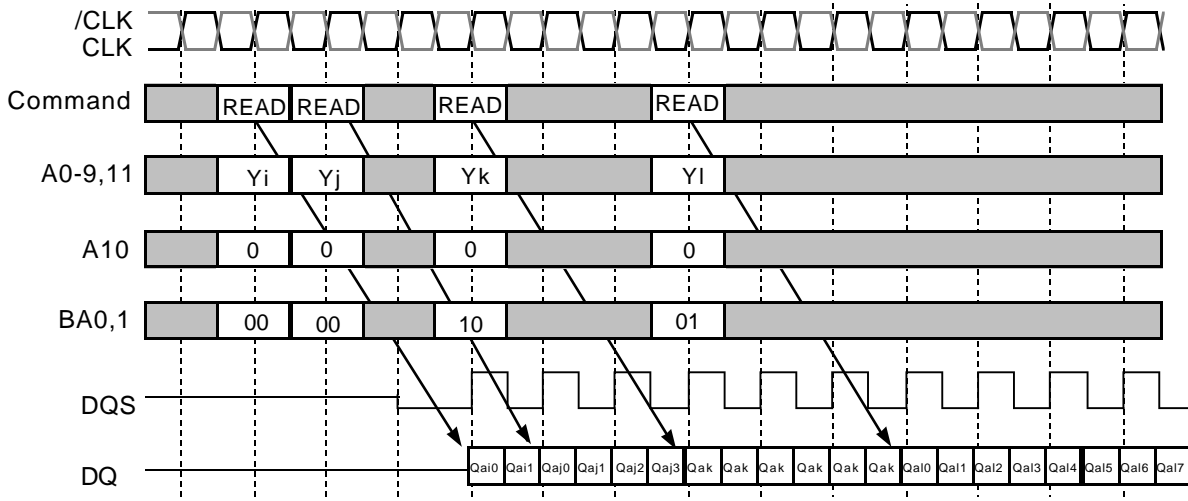 /CLK
CLK
Command READ READ READ READ
A0-9,11 Yi Yj Yk Yl
A10 0 0 0 0
BA0,1 00 00 10 01
DQS
DQ Qai0 Qai1 Qaj0 Qaj1 Qaj2 Qaj3 Qak Qak Qak Qak Qak Qak Qal0 Qal1 Qal2 Qal3 Qal4 Qal5 Qal6 Qal7